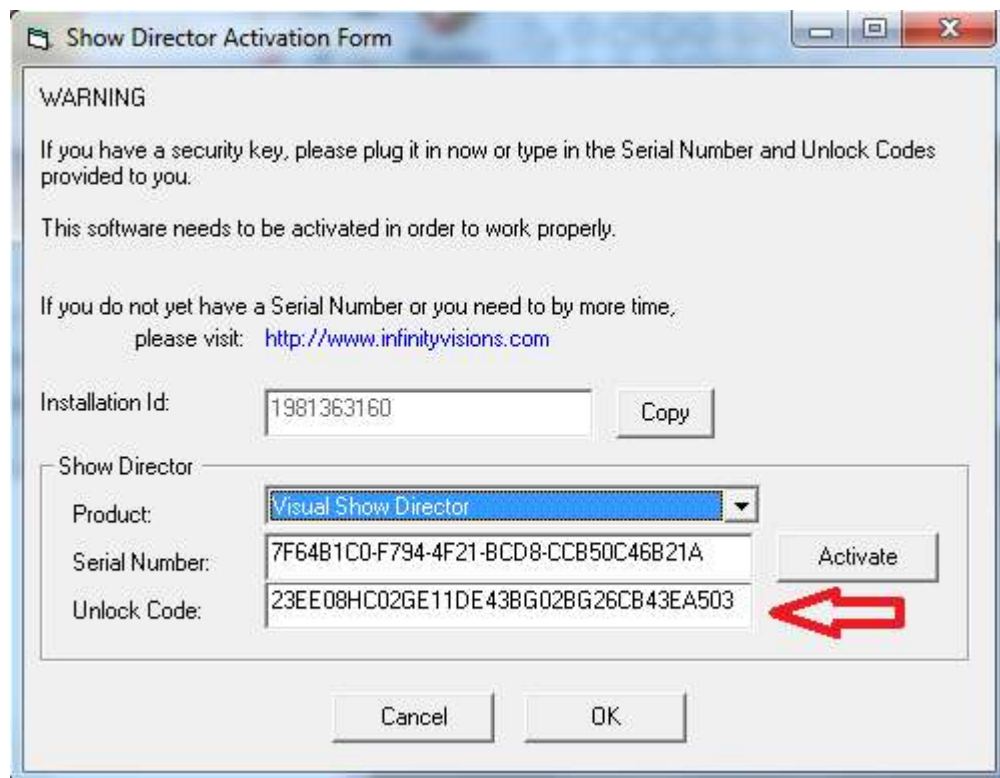 Show Director Activation Form
WARNING
If you have a security key, please plug it in now or type in the Serial Number and Unlock Codes
provided to you.
This software needs to be activated in order to work properly.
If you do not yet have a Serial Number or you need to by more time,
please visit: http://www.infinityvisions.com
Installation Id: 1981363160 Copy
Show Director
Product: Visual Show Director
Serial Number: 7F64B1C0-F794-4F21-BCD8-CCB50C46B21A Activate
Unlock Code: 23EE08HC02GE11DE43BG02BG26CB43EA503
Cancel OK